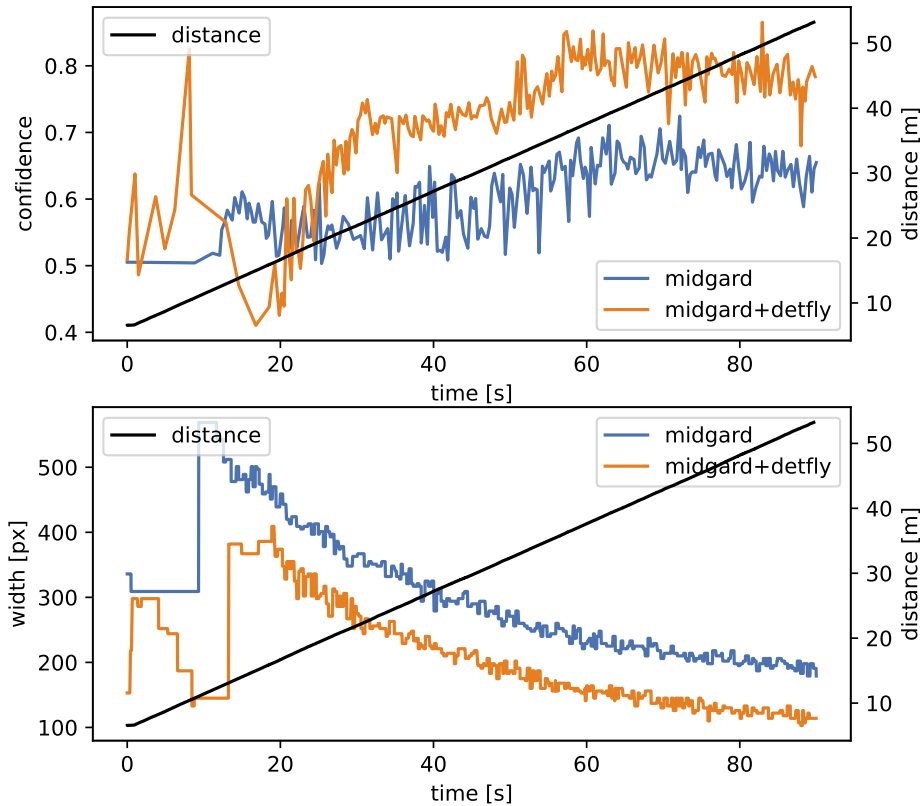 distance
0.8
0.7
0.6
0.5
0.4
confidence
50
40
30
20
10
distance [m]
midgard
midgard+detfly
0 20 40 60 80
time [s]
distance
midgard
midgard+detfly
500
400
300
200
100
width [px]
50
40
30
20
10
distance [m]
0 20 40 60 80
time [s]